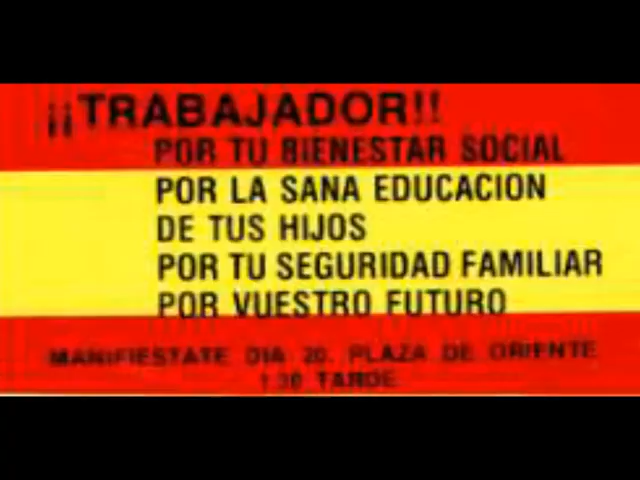 ¡¡TRABAJADOR!!
POR TU BIENESTAR SOCIAL
POR LA SANA EDUCACION
DE TUS HIJOS
POR TU SEGURIDAD FAMILIAR
POR VUESTRO FUTURO
MANIFIESTATE DIA 20. PLAZA DE ORIENTE
1.30 TARDE